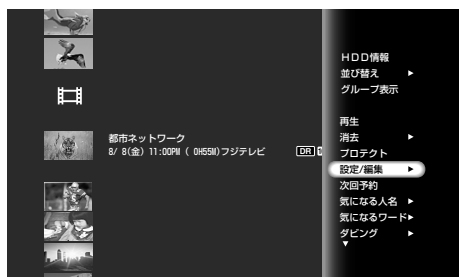 都市ネットワーク
8/ 8(金) 11:00PM ( 0H55M)フジテレビ
DR
HDD情報
並び替え ▶
グループ表示
再生
消去 ▶
プロテクト
設定/編集 ▶
次回予約
気になる人名 ▶
気になるワード▶
ダビング ▶
▼